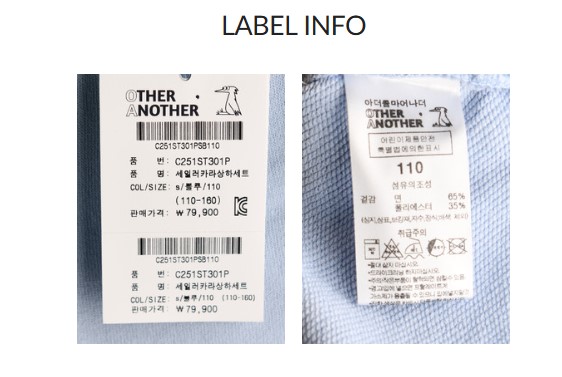 LABEL INFO
OTHER
ANOTHER
C251ST301PSB110
품 번: C251ST301P
품 명: 세일러카라상하세트
COL/SIZE: s/블루/110
(110-160)
판매가격: ₩79,900
C251ST301PSB110
품 번: C251ST301P
품 명: 세일러카라상하세트
COL/SIZE: s/블루/110 (110-160)
판매가격: ₩79,900
아더롤마이나더
OTHER
ANOTHER
어린이제품안전
특별법에의한표시
110
섬유의조성
겉감 면 65%
폴리에스터 35%
취급주의